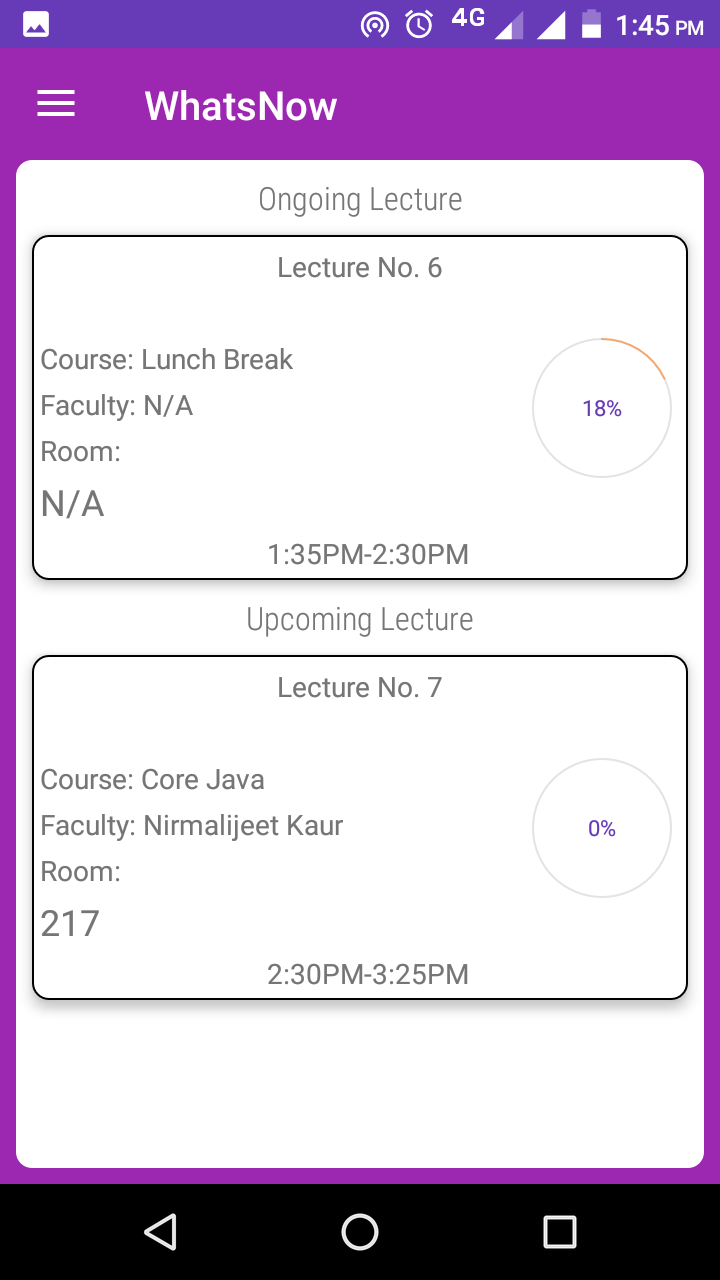 4G 1:45 PM
WhatsNow
Ongoing Lecture
Lecture No. 6
Course: Lunch Break
Faculty: N/A
18%
Room:
N/A
1:35PM-2:30PM
Upcoming Lecture
Lecture No. 7
Course: Core Java
Faculty: Nirmalijeet Kaur
0%
Room:
217
2:30PM-3:25PM